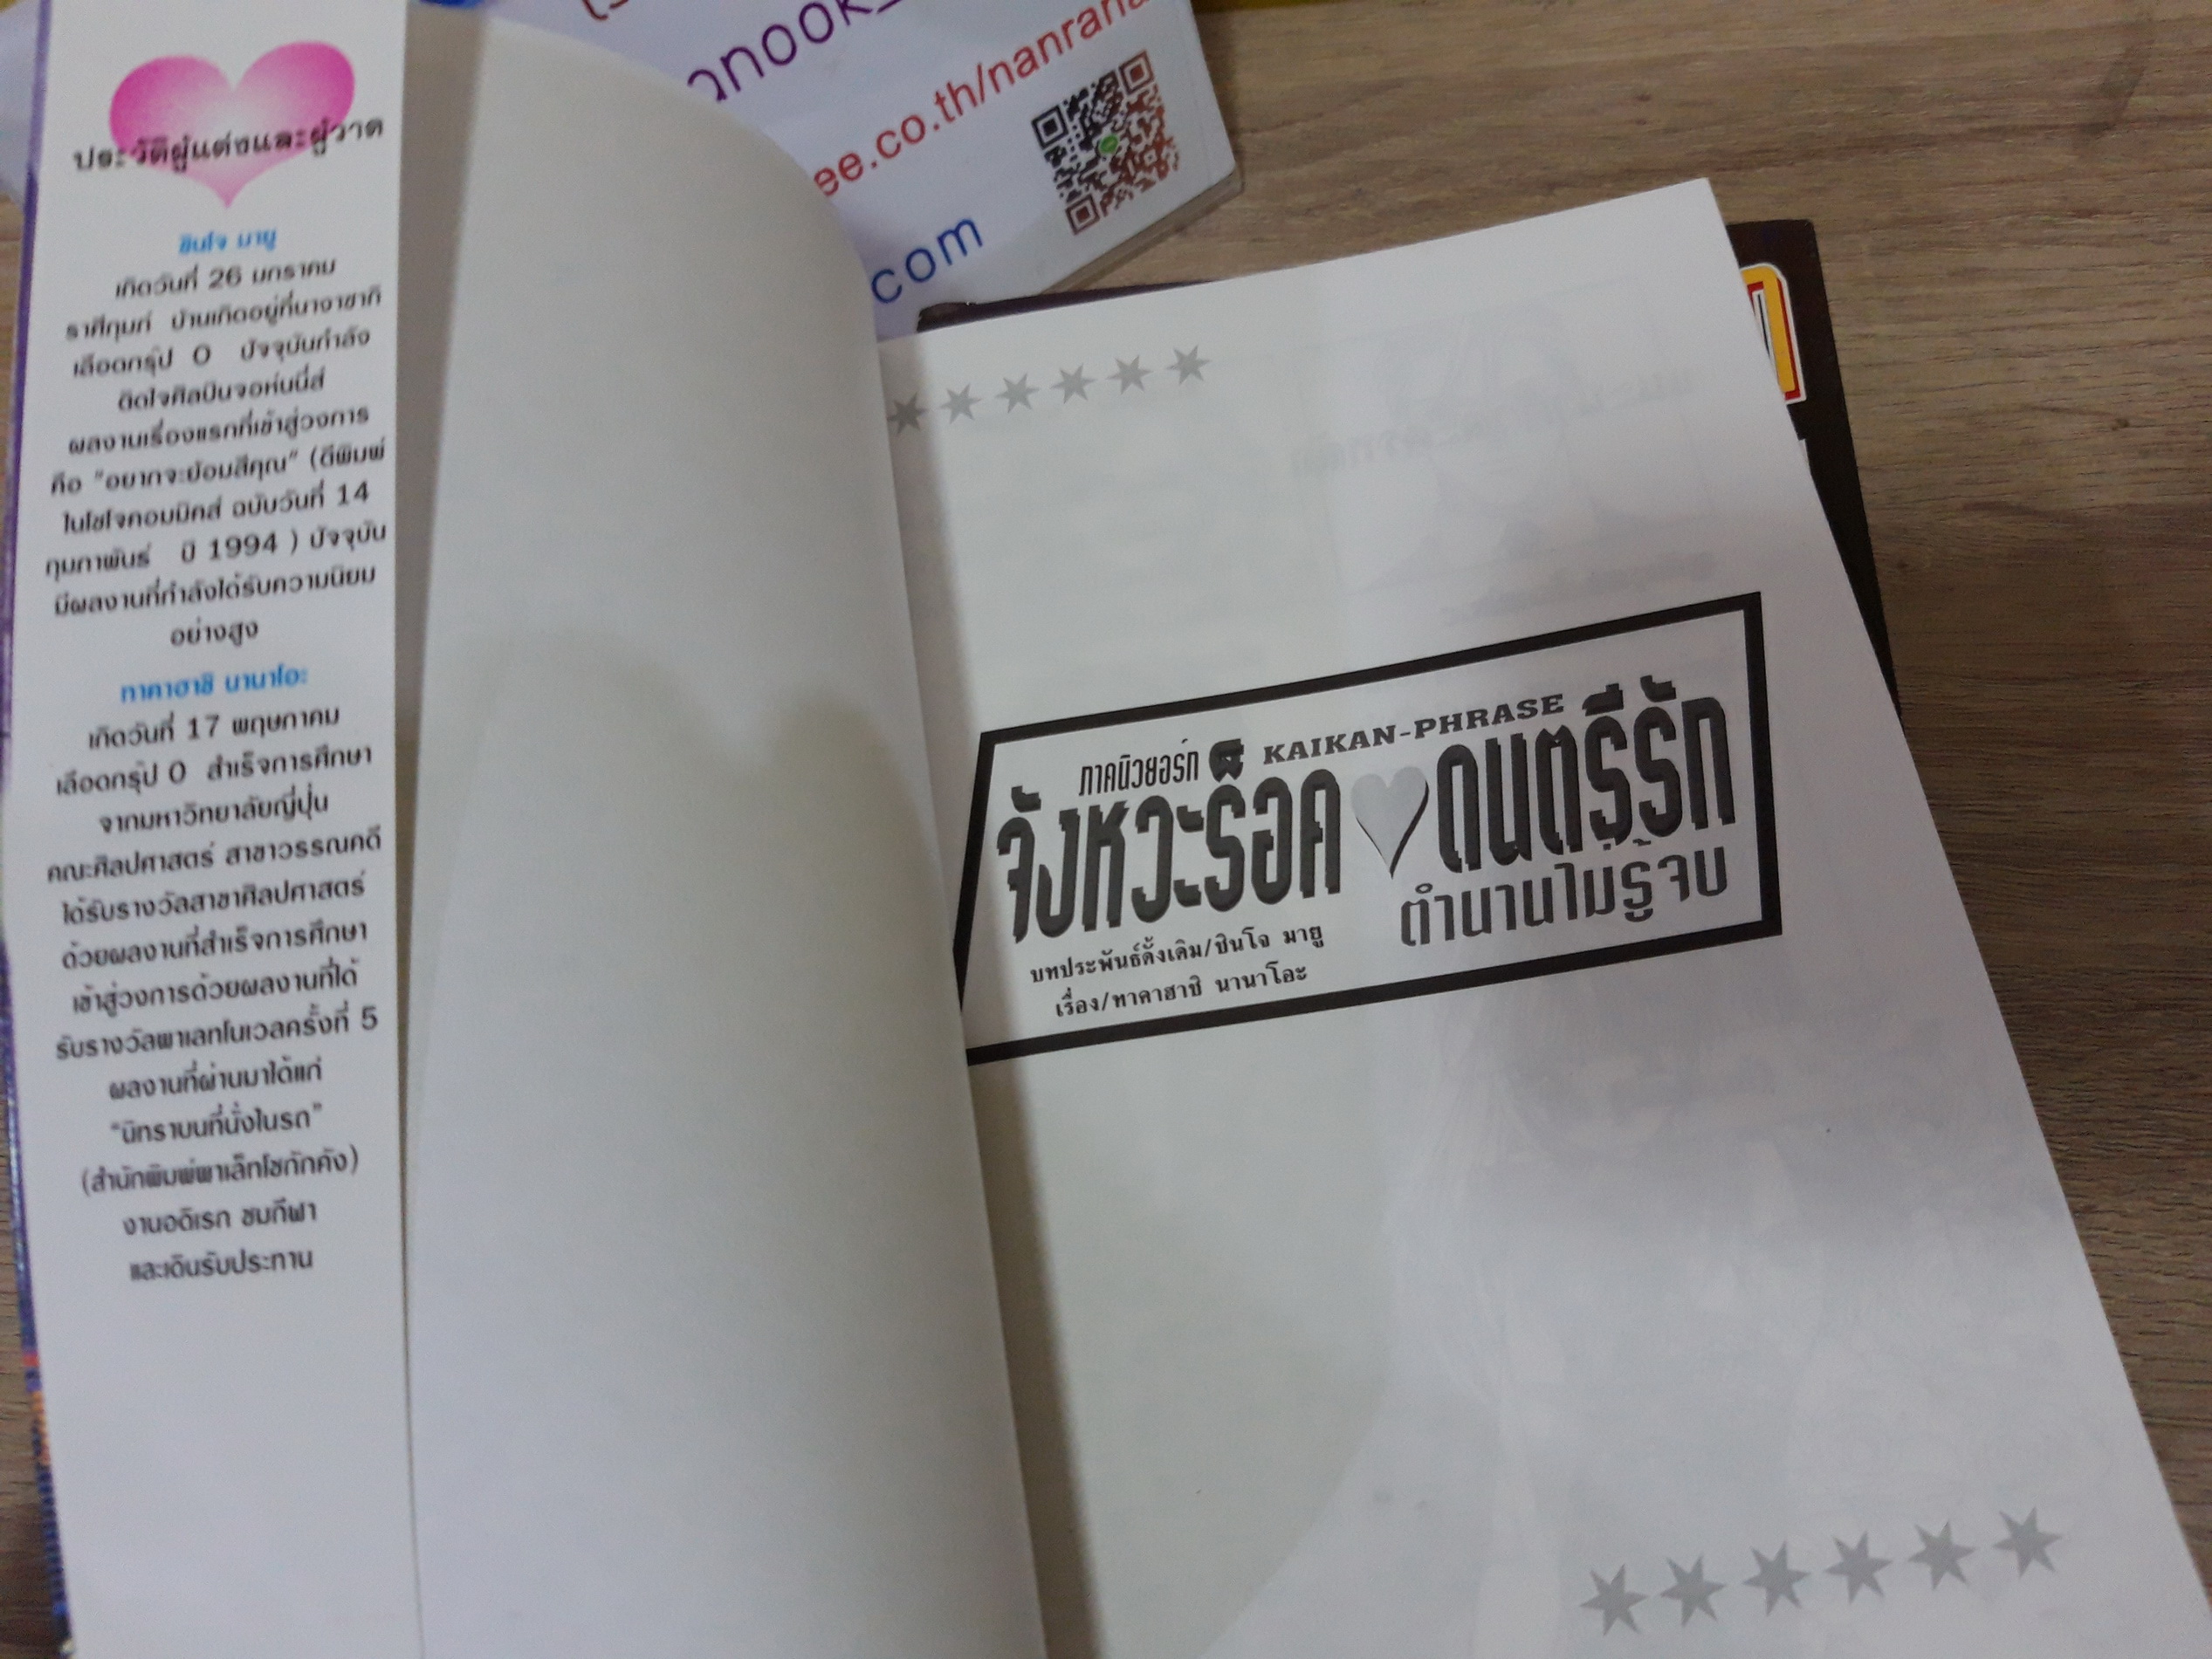 ประวัติผู้แต่งและผู้วาด
ชินโจ มายู
เกิดวันที่ 26 มกราคม
ราศีกุมภ์ บ้านเกิดอยู่ที่นางาซากิ
เลือดกรุ๊ป O ปัจจุบันกำลัง
ติดใจศิลปินจอห์นนี่ส์
ผลงานเรื่องแรกที่เข้าสู่วงการ
คือ "อยากจะย้อมสีคุณ" (ตีพิมพ์
ในโชโจคอมมิคส์ ฉบับวันที่ 14
กุมภาพันธ์ ปี 1994 ) ปัจจุบัน
มีผลงานที่กำลังได้รับความนิยม
อย่างสูง
ทาคาฮาชิ นานาโอะ
เกิดวันที่ 17 พฤษภาคม
เลือดกรุ๊ป O สำเร็จการศึกษา
จากมหาวิทยาลัยญี่ปุ่น
คณะศิลปศาสตร์ สาขาวรรณคดี
ได้รับรางวัลสาขาศิลปศาสตร์
ด้วยผลงานที่สำเร็จการศึกษา
เข้าสู่วงการด้วยผลงานที่ได้
รับรางวัลพาเลทโนเวลครั้งที่ 5
ผลงานที่ผ่านมาได้แก่
"นิทราบนที่นั่งในรถ"
(สำนักพิมพ์พาเล็ทโชกักคัง)
งานอดิเรก ชมกีฬา
และเดินรับประทาน
anook_
ee.co.th/nanrana
com
ภาคนิวยอร์ก KAIKAN-PHRASE
จังหวะร็อค ดนตรีรัก
ตำนานไม่รู้จบ
บทประพันธ์ดั้งเดิม/ชินโจ มายู
เรื่อง/ทาคาฮาชิ นานาโอะ